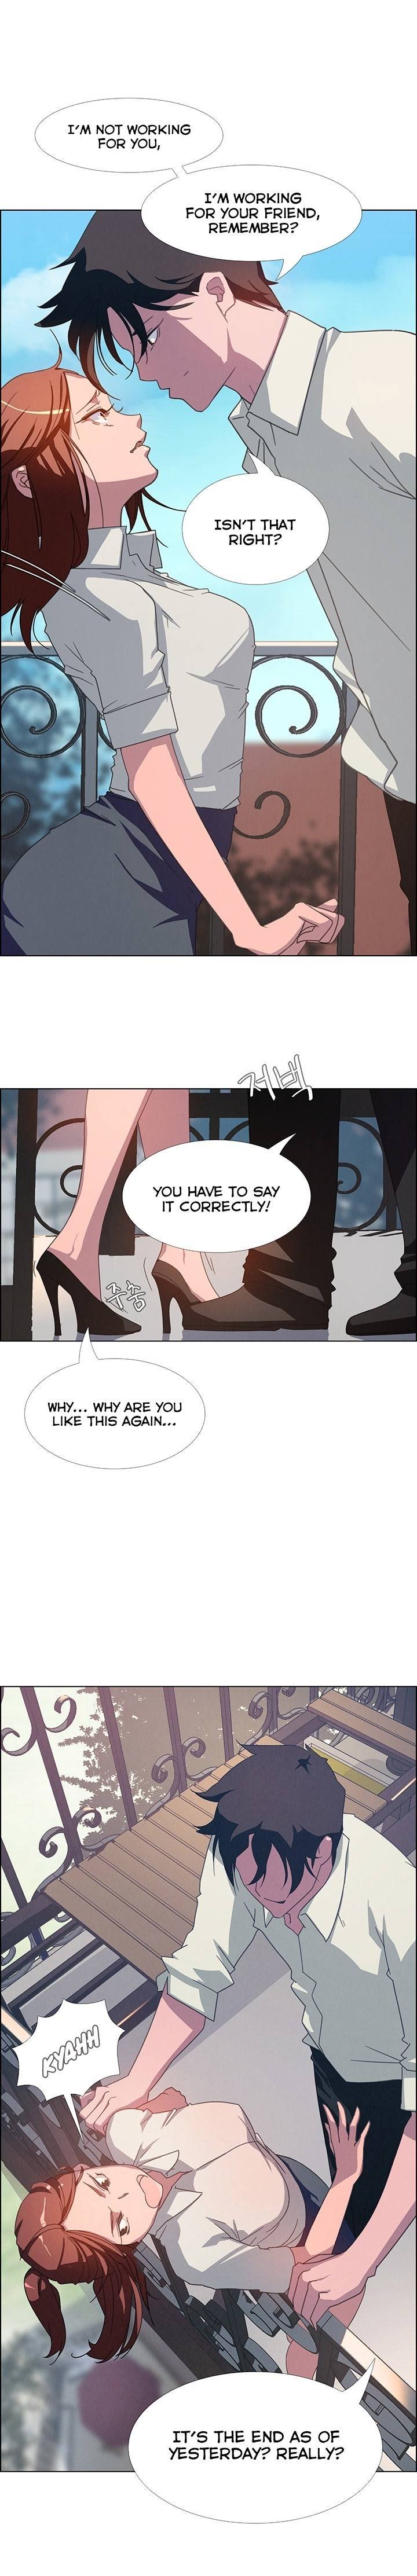 I'M NOT WORKING
FOR YOU,
I'M WORKING
FOR YOUR FRIEND,
REMEMBER?
ISN'T THAT
RIGHT?
저벅
YOU HAVE TO SAY
IT CORRECTLY!
주춤
WHY... WHY ARE YOU
LIKE THIS AGAIN...
KYAHH
IT'S THE END AS OF
YESTERDAY? REALLY?